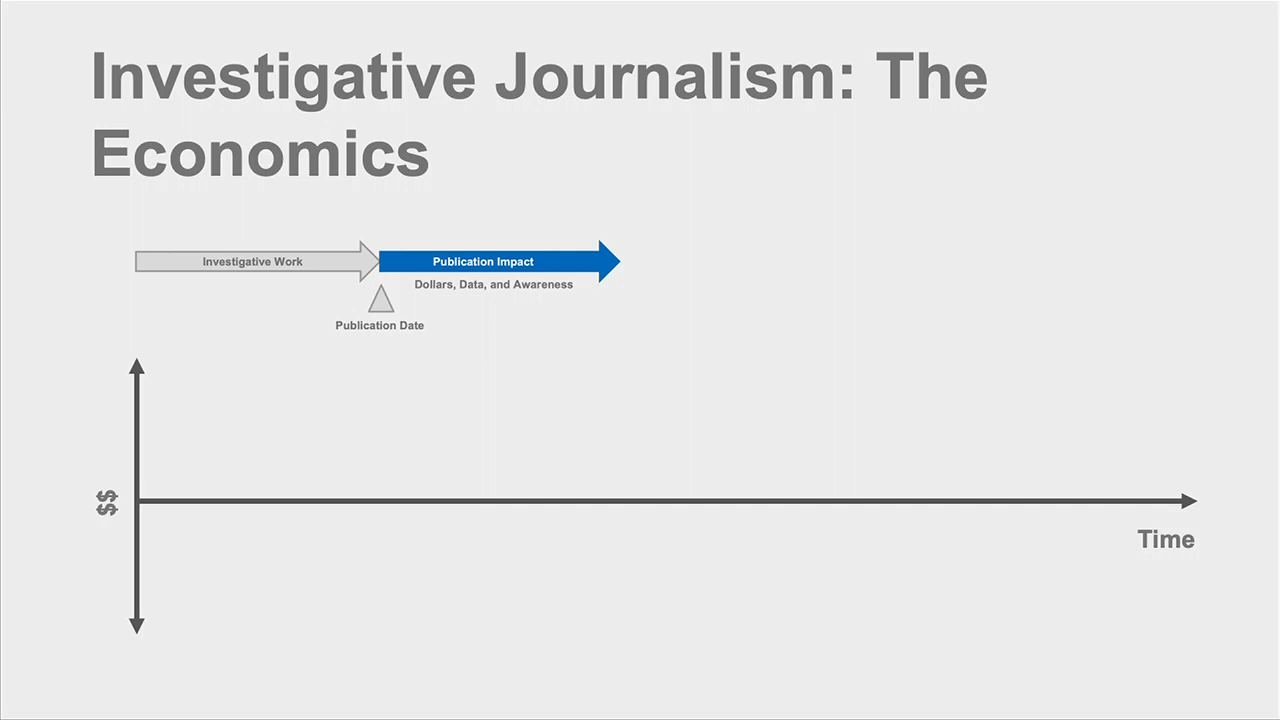 Investigative Journalism: The
Economics
Investigative Work
Publication Impact
Dollars, Data, and Awareness
Publication Date
$$
Time